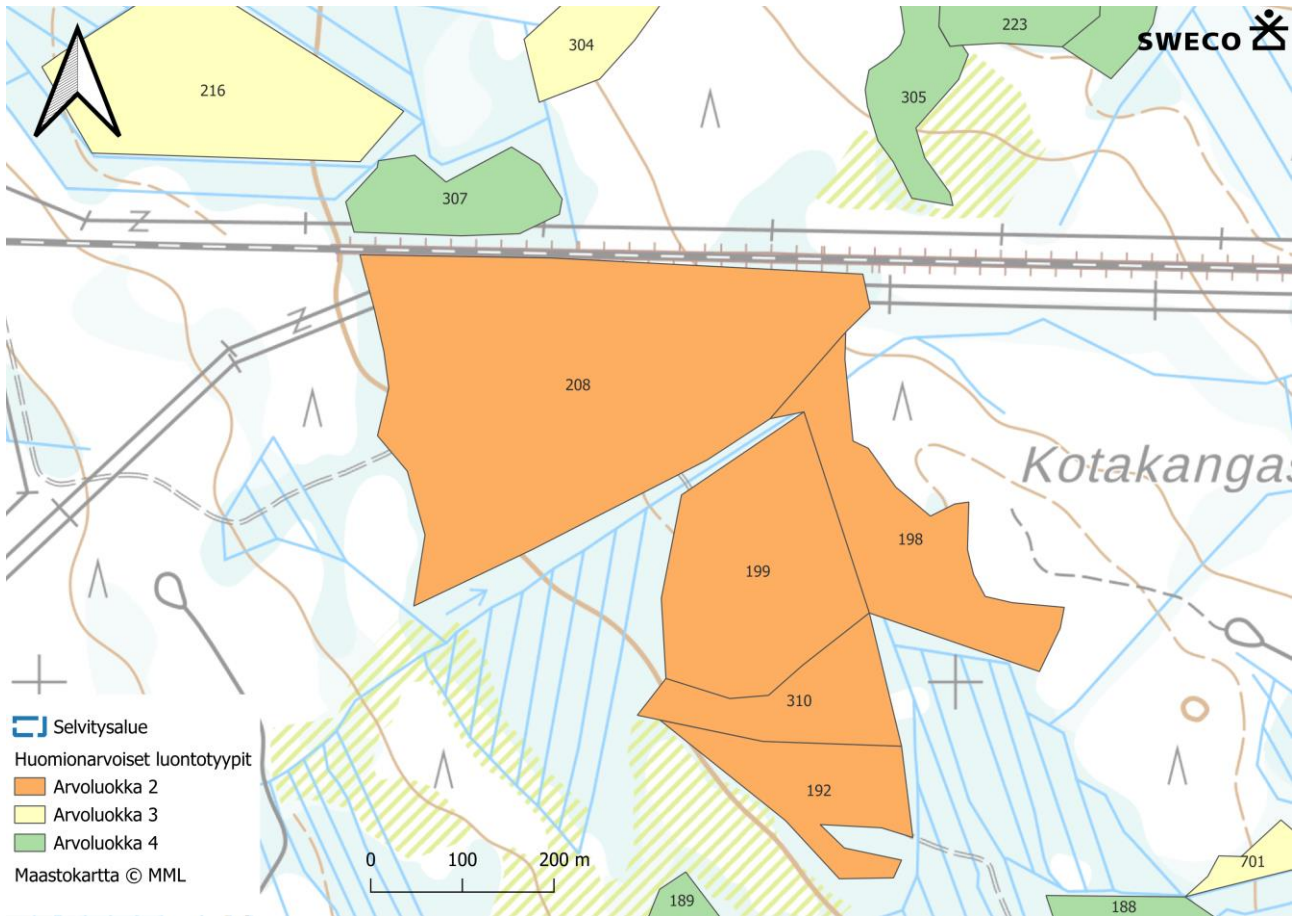 223
304
SWECO
216
305
307
208
Kotakangas
198
199
310
192
Selvitysalue
Huomionarvoiset luontotyypit
Arvoluokka 2
Arvoluokka 3
Arvoluokka 4
Maastokartta © MML
0 100 200 m
701
189
188